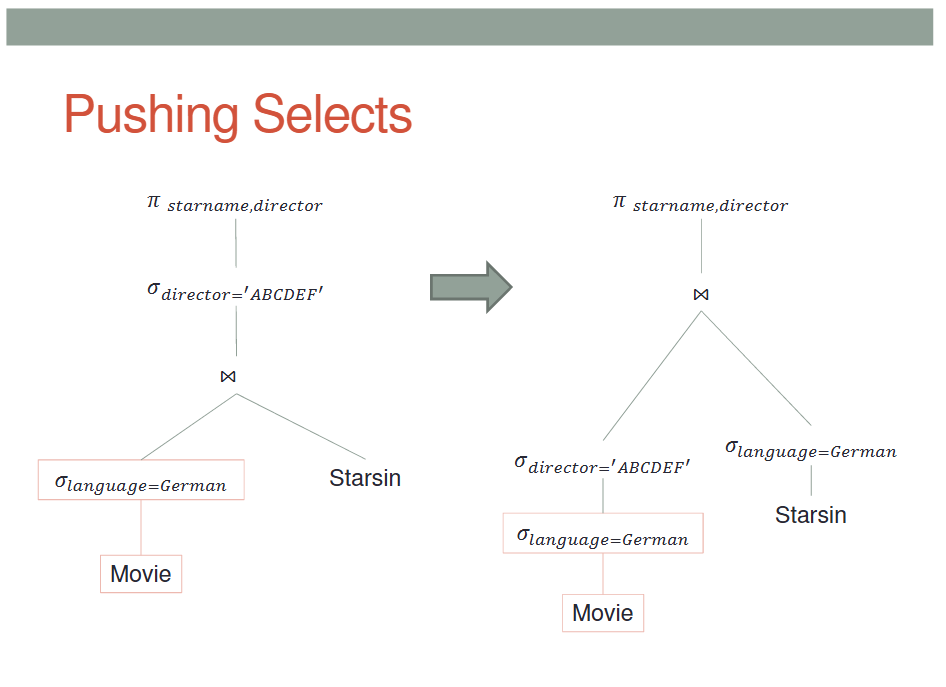 Pushing Selects
π starname,director
σ director='ABCDEF'
⋈
σ language=German
Starsin
Movie
π starname,director
⋈
σ director='ABCDEF'
σ language=German
σ language=German
Starsin
Movie